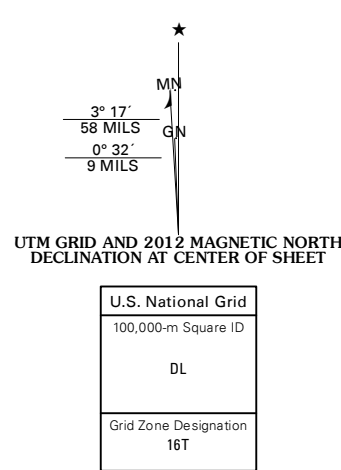 ★
MN
3° 17´
58 MILS
GN
0° 32´
9 MILS
UTM GRID AND 2012 MAGNETIC NORTH
DECLINATION AT CENTER OF SHEET
U.S. National Grid
100,000-m Square ID
DL
Grid Zone Designation
16T